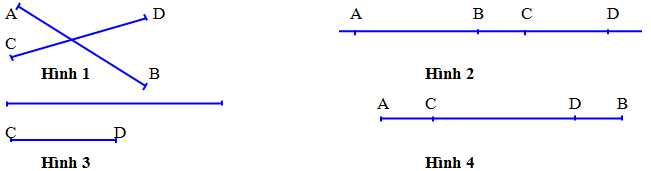 A D
C
B
Hình 1
A B C D
Hình 2
C D
Hình 3
A C D B
Hình 4